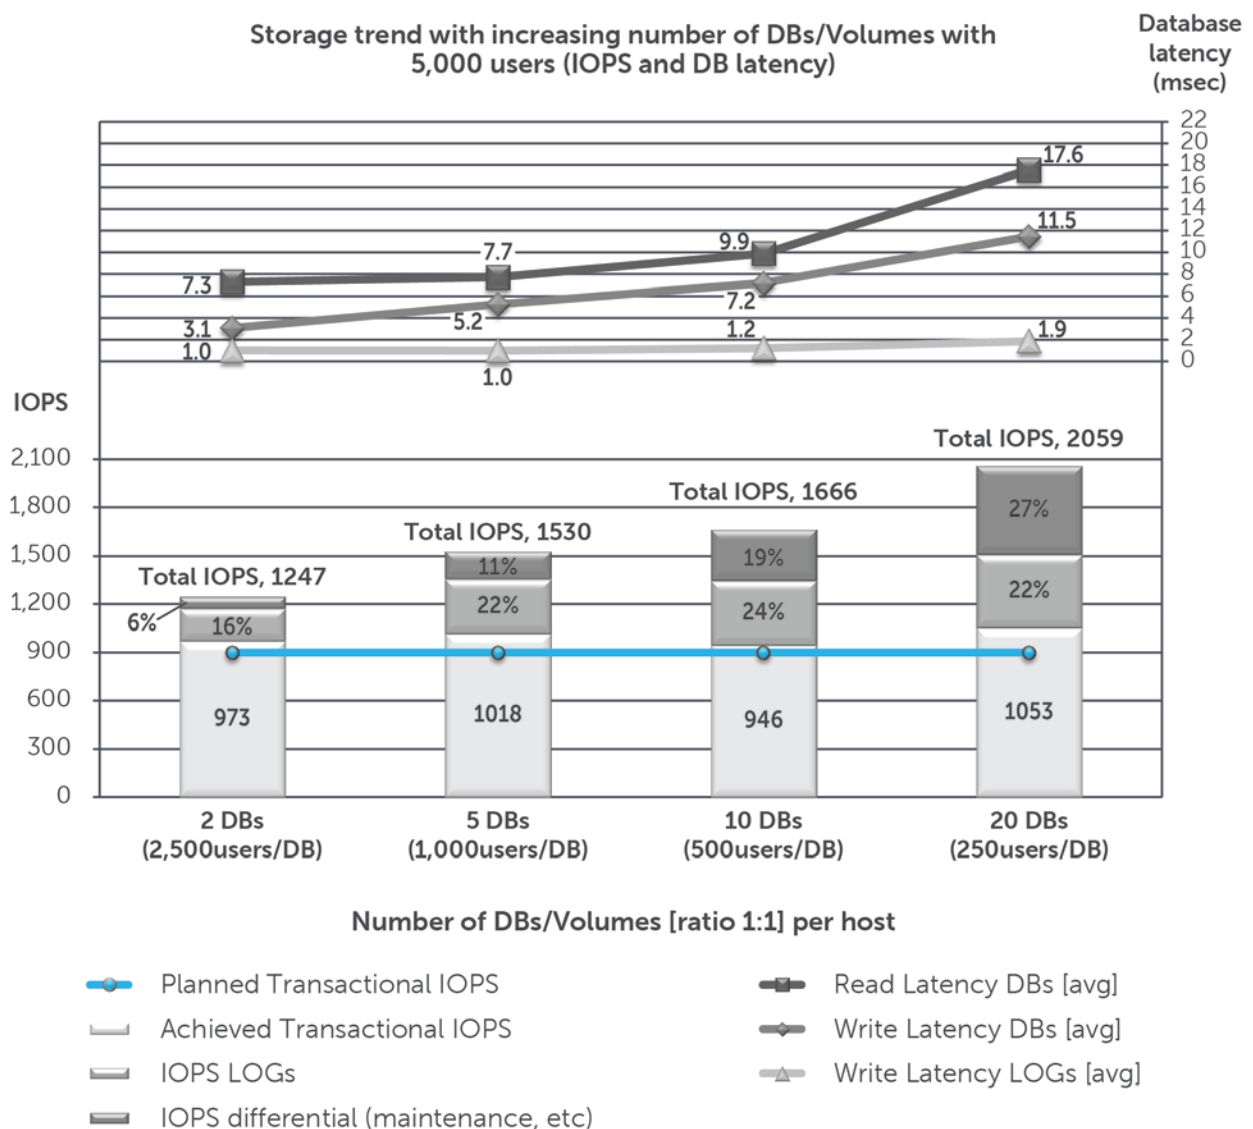 Storage trend with increasing number of DBs/Volumes with
5,000 users (IOPS and DB latency)
Database
latency
(msec)
22
20
18
16
14
12
10
8
6
4
2
0
17.6
11.5
9.9
7.7
7.3
7.2
5.2
3.1
1.9
1.2
1.0
1.0
IOPS
2,100
1,800
1,500
1,200
900
600
300
0
Total IOPS, 1247
6%
16%
973
Total IOPS, 1530
11%
22%
1018
Total IOPS, 1666
19%
24%
946
Total IOPS, 2059
27%
22%
1053
2 DBs
(2,500users/DB)
5 DBs
(1,000users/DB)
10 DBs
(500users/DB)
20 DBs
(250users/DB)
Number of DBs/Volumes [ratio 1:1] per host
Planned Transactional IOPS
Achieved Transactional IOPS
IOPS LOGs
IOPS differential (maintenance, etc)
Read Latency DBs [avg]
Write Latency DBs [avg]
Write Latency LOGs [avg]